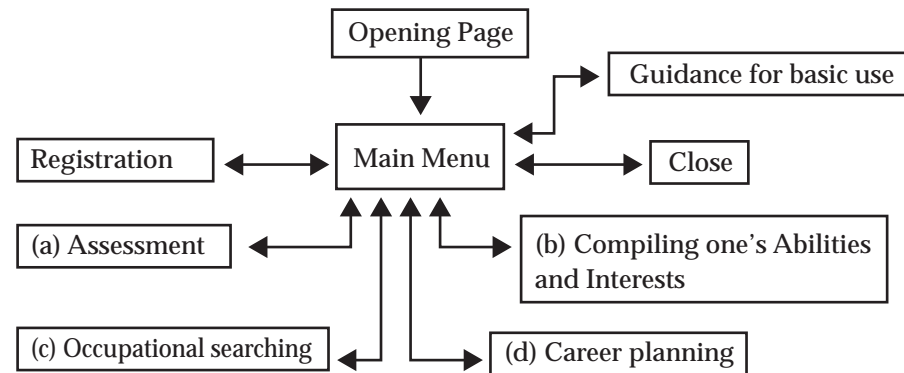 Opening Page
Guidance for basic use
Registration
Main Menu
Close
(a) Assessment
(b) Compiling one's Abilities
and Interests
(c) Occupational searching
(d) Career planning